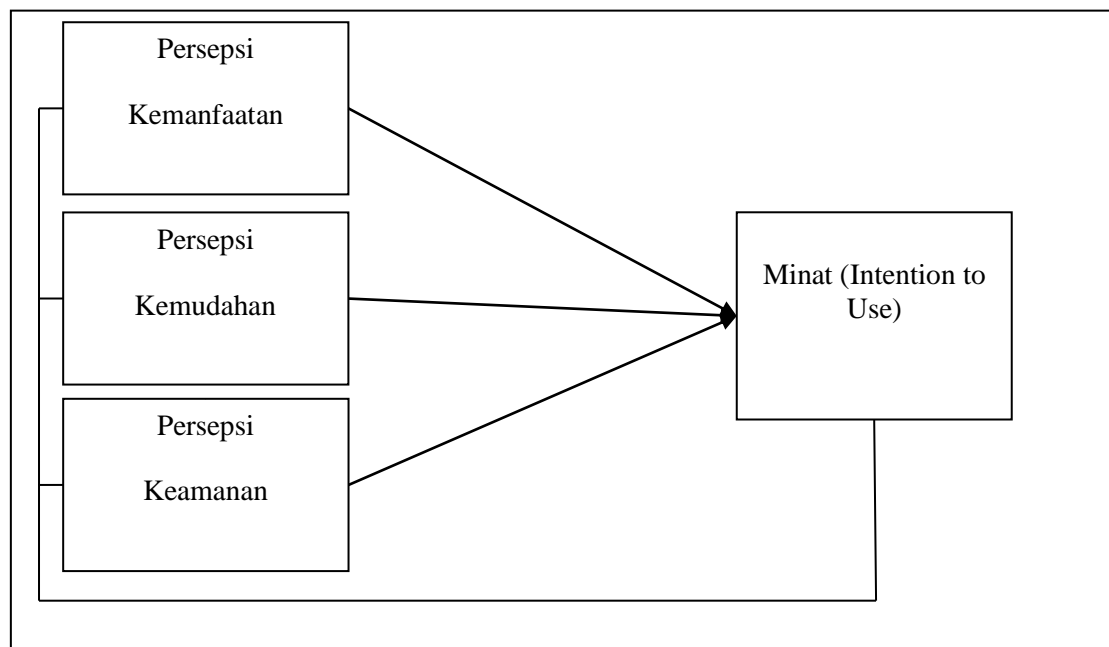 Persepsi
Kemanfaatan
Persepsi
Kemudahan
Persepsi
Keamanan
Minat (Intention to
Use)